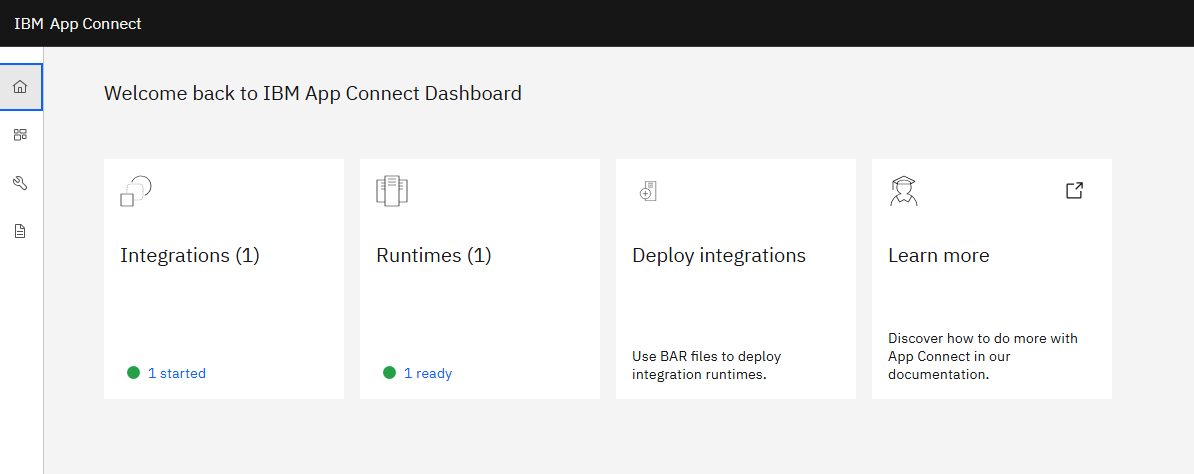 IBM App Connect
Welcome back to IBM App Connect Dashboard
Integrations (1)
1 started
Runtimes (1)
1 ready
Deploy integrations
Use BAR files to deploy
integration runtimes.
Learn more
Discover how to do more with
App Connect in our
documentation.